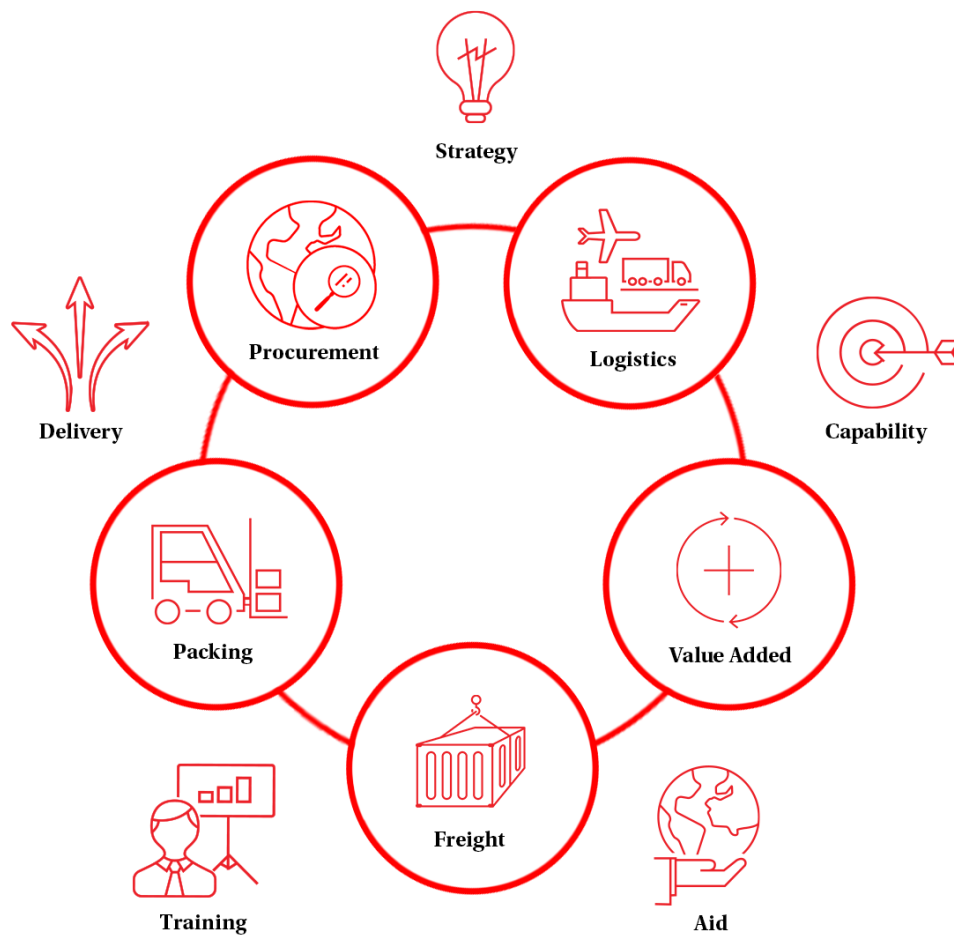 Strategy
Procurement
Logistics
Delivery
Capability
Packing
Value Added
Freight
Training
Aid